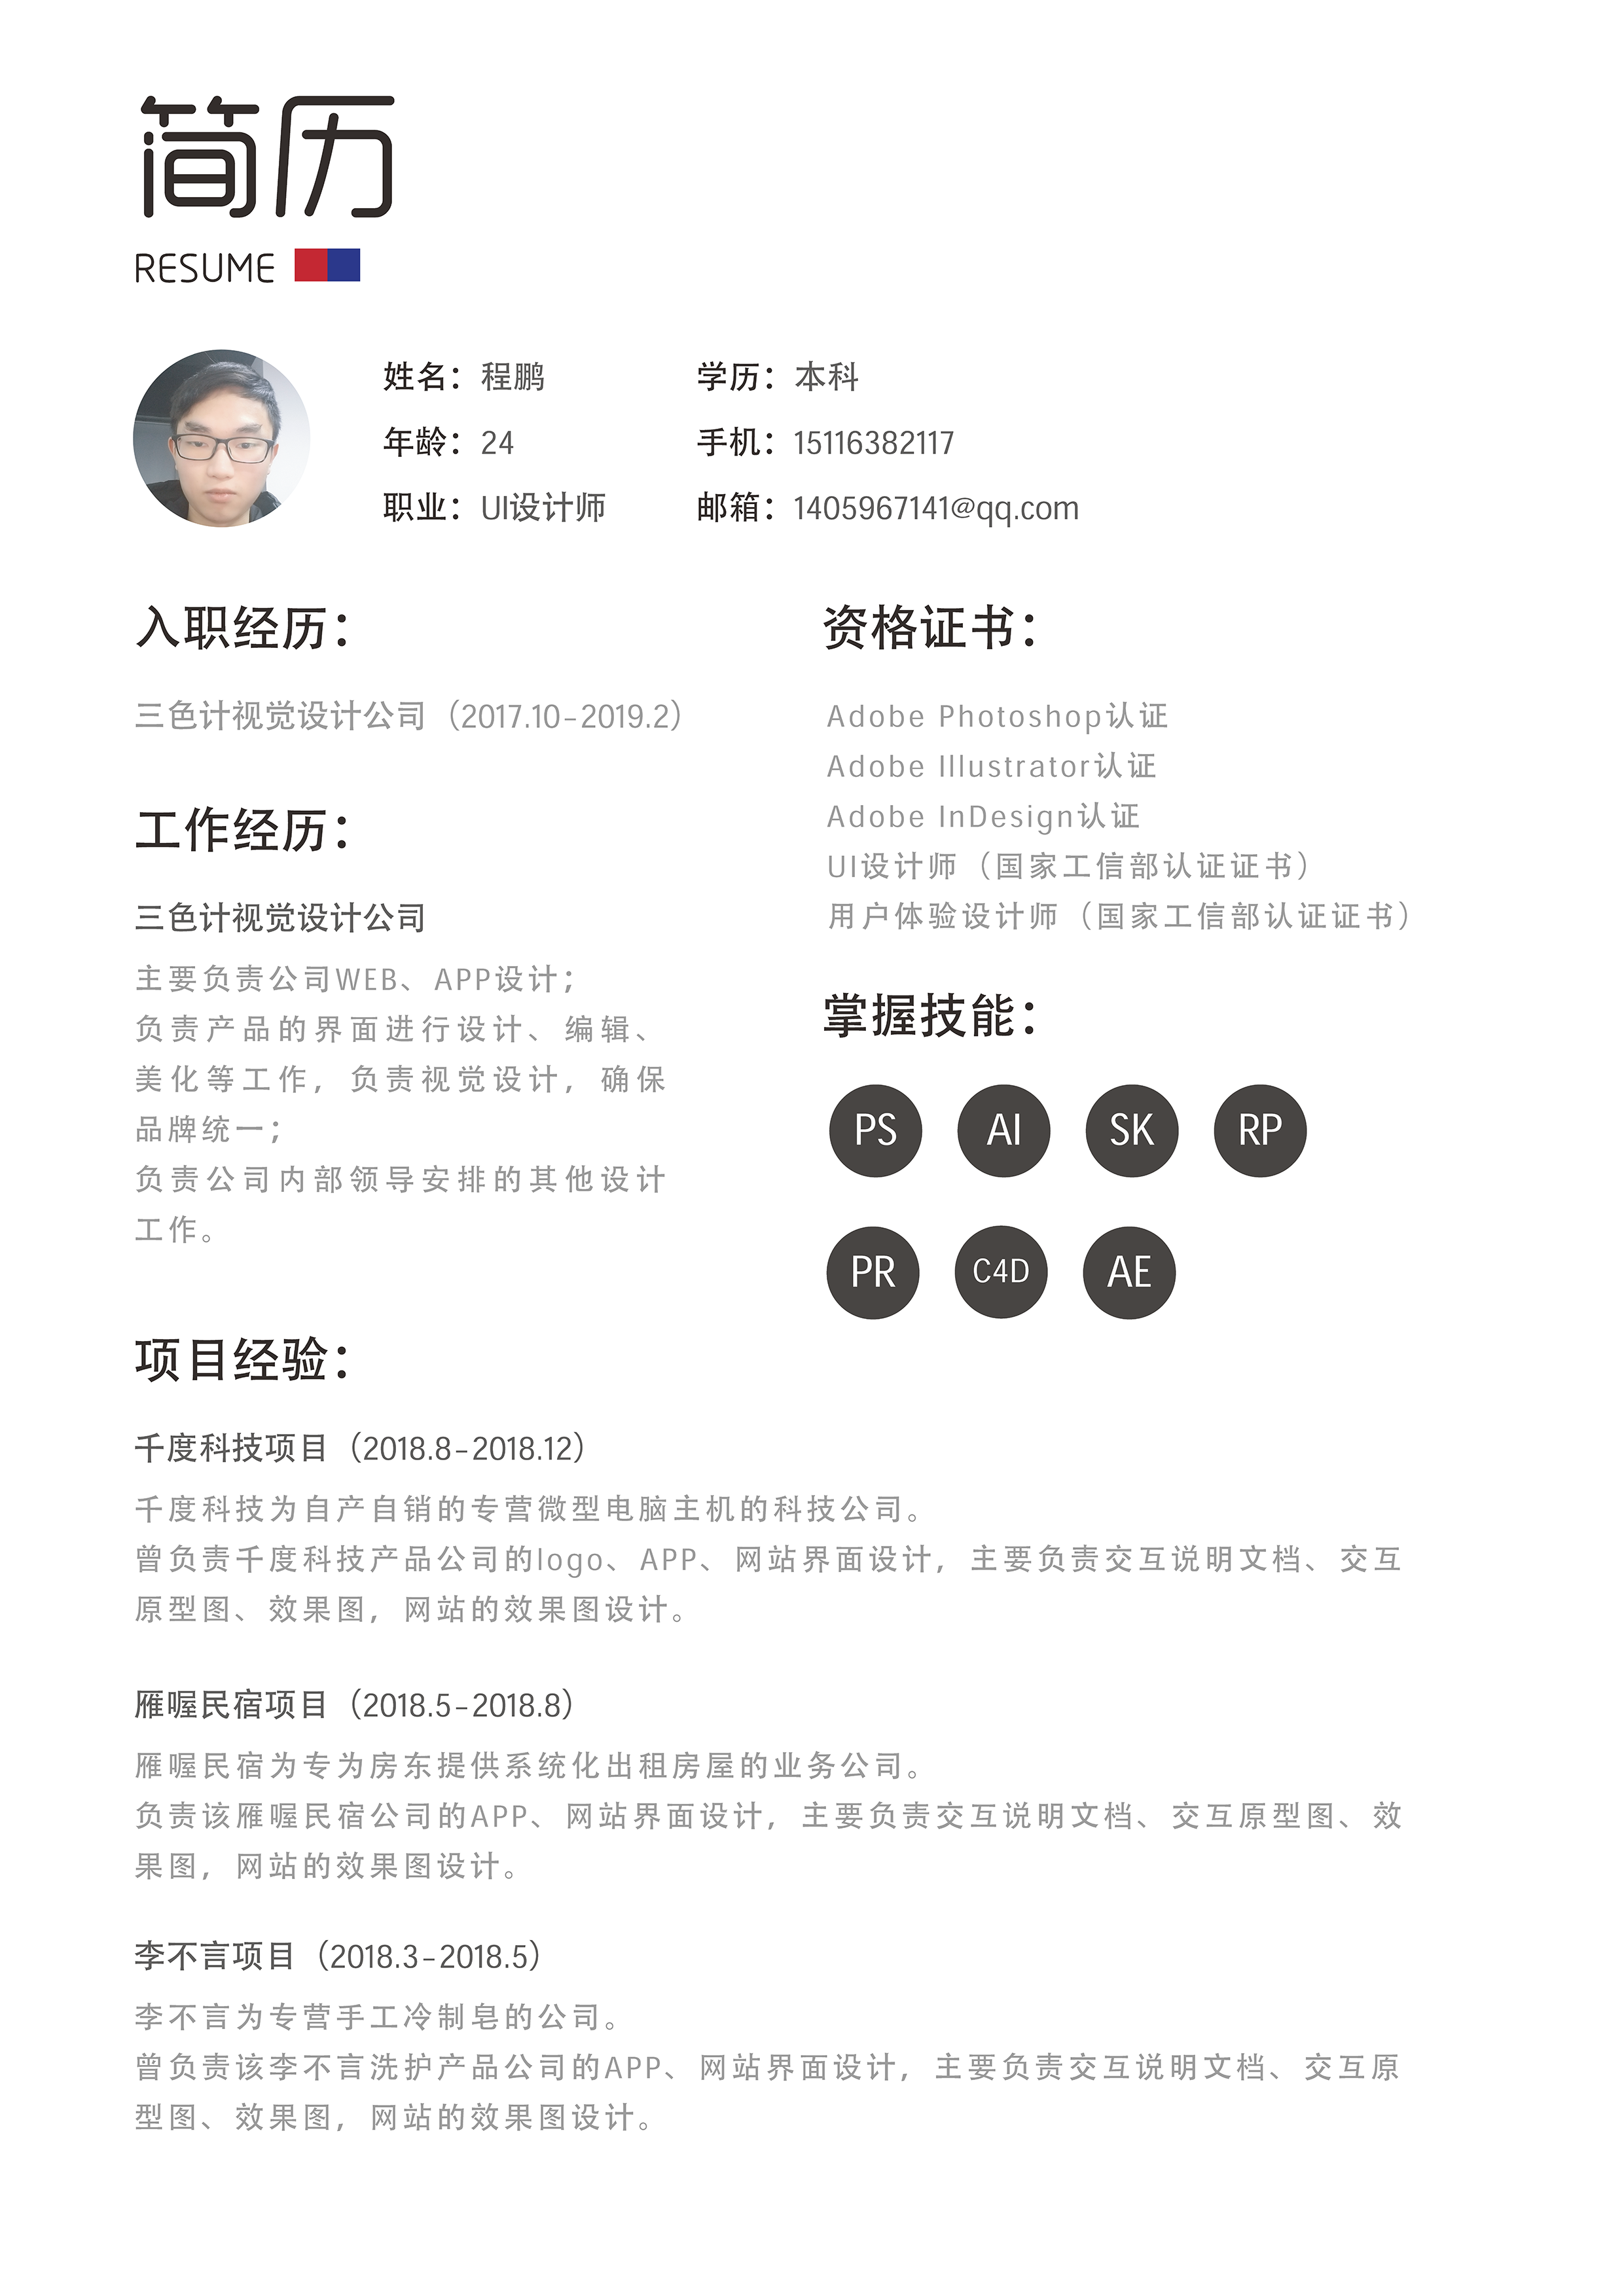 简历
RESUME
姓名：程鹏
学历：本科
年龄：24
手机：15116382117
职业：UI设计师
邮箱：1405967141@qq.com
入职经历：
三色计视觉设计公司（2017.10-2019.2）
工作经历：
三色计视觉设计公司
主要负责公司WEB、APP设计；
负责产品的界面进行设计、编辑、
美化等工作，负责视觉设计，确保
品牌统一；
负责公司内部领导安排的其他设计
工作。
资格证书：
Adobe Photoshop认证
Adobe Illustrator认证
Adobe InDesign认证
UI设计师（国家工信部认证证书）
用户体验设计师（国家工信部认证证书）
掌握技能：
PS AI SK RP
PR C4D AE
项目经验：
千度科技项目（2018.8-2018.12）
千度科技为自产自销的专营微型电脑主机的科技公司。
曾负责千度科技产品公司的logo、APP、网站界面设计，主要负责交互说明文档、交互
原型图、效果图，网站的效果图设计。
雁喔民宿项目（2018.5-2018.8）
雁喔民宿为专为房东提供系统化出租房屋的业务公司。
负责该雁喔民宿公司的APP、网站界面设计，主要负责交互说明文档、交互原型图、效
果图，网站的效果图设计。
李不言项目（2018.3-2018.5）
李不言为专营手工冷制皂的公司。
曾负责该李不言洗护产品公司的APP、网站界面设计，主要负责交互说明文档、交互原
型图、效果图，网站的效果图设计。